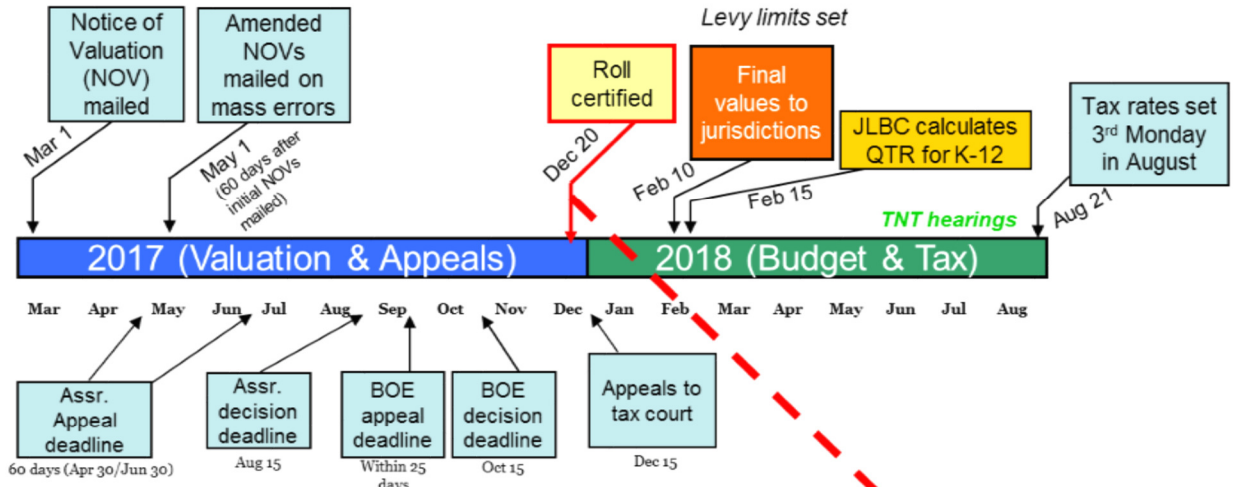 Levy limits set
Notice of
Valuation
(NOV)
mailed
Amended
NOVs
mailed on
mass errors
Roll
certified
Final
values to
jurisdictions
JLBC calculates
QTR for K-12
Tax rates set
3rd Monday
in August
Mar 1
May 1
(60 days after
initial NOVs
mailed)
Dec 20
Feb 10
Feb 15
Aug 21
TNT hearings
2017 (Valuation & Appeals)
2018 (Budget & Tax)
Mar Apr May Jun Jul Aug Sep Oct Nov Dec Jan Feb Mar Apr May Jun Jul Aug
Assr.
Appeal
deadline
60 days (Apr 30/Jun 30)
Assr.
decision
deadline
Aug 15
BOE
appeal
deadline
Within 25
days
BOE
decision
deadline
Oct 15
Appeals to
tax court
Dec 15